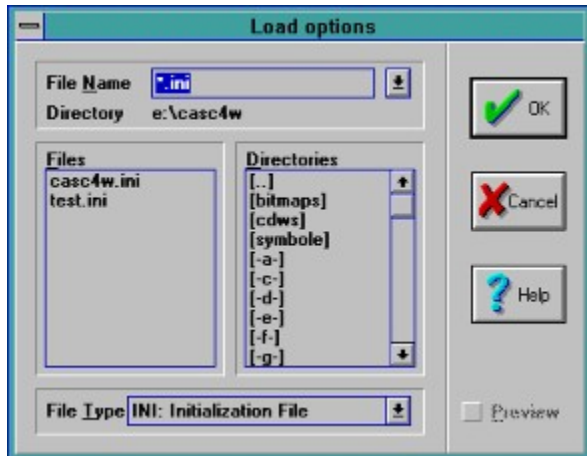 Load options
File Name *.ini
Directory e:\casc4w
Files
casc4w.ini
test.ini
Directories
[..]
[bitmaps]
[cdws]
[symbole]
[-a-]
[-c-]
[-d-]
[-e-]
[-f-]
[-g-]
File Type INI: Initialization File
OK
Cancel
Help
Preview